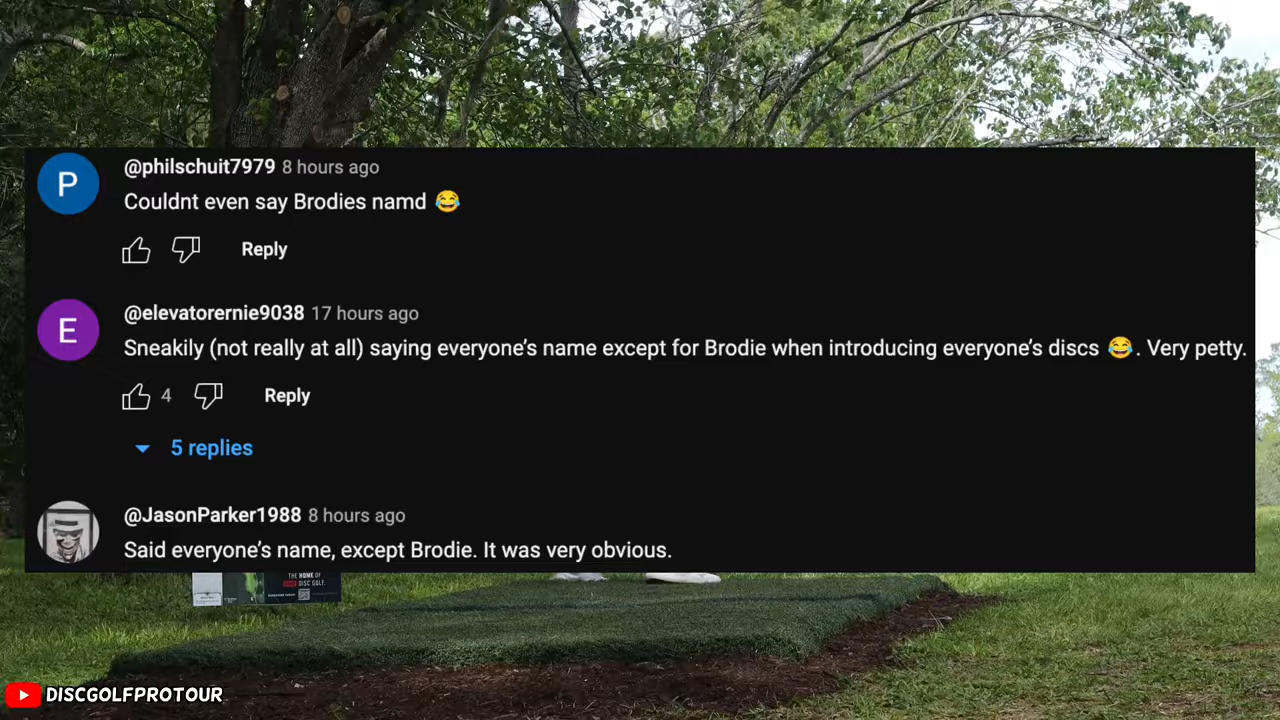 P
@philschuit7979 8 hours ago
Couldnt even say Brodies namd 😂
Reply
E
@elevatorernie9038 17 hours ago
Sneakily (not really at all) saying everyone's name except for Brodie when introducing everyone's discs 😂. Very petty.
4
Reply
5 replies
@JasonParker1988 8 hours ago
Said everyone's name, except Brodie. It was very obvious.
THE HOME OF
DISC GOLF.
DISCGOLFPROTOUR